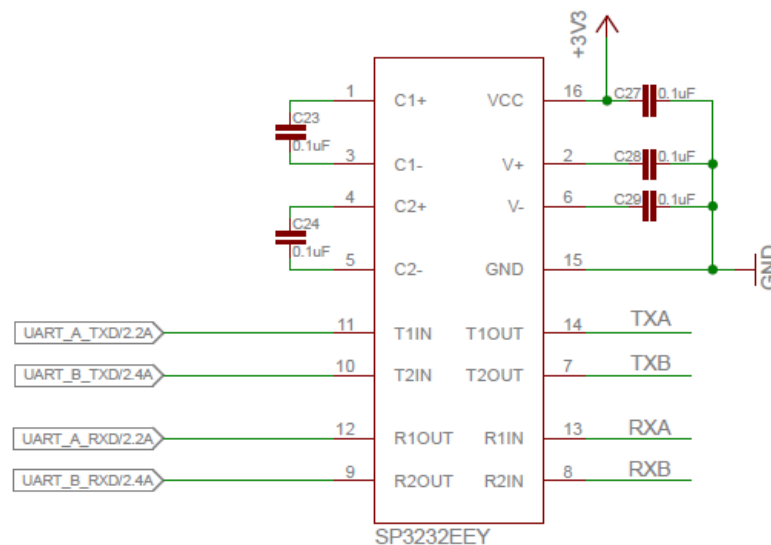 +3V3
1 C1+ VCC 16 C27 0.1uF
C23
0.1uF
3 C1- V+ 2 C28 0.1uF
4 C2+ V- 6 C29 0.1uF
C24
0.1uF
5 C2- GND 15
GND
UART_A_TXD/2.2A 11 T1IN T1OUT 14 TXA
UART_B_TXD/2.4A 10 T2IN T2OUT 7 TXB
UART_A_RXD/2.2A 12 R1OUT R1IN 13 RXA
UART_B_RXD/2.4A 9 R2OUT R2IN 8 RXB
SP3232EEY